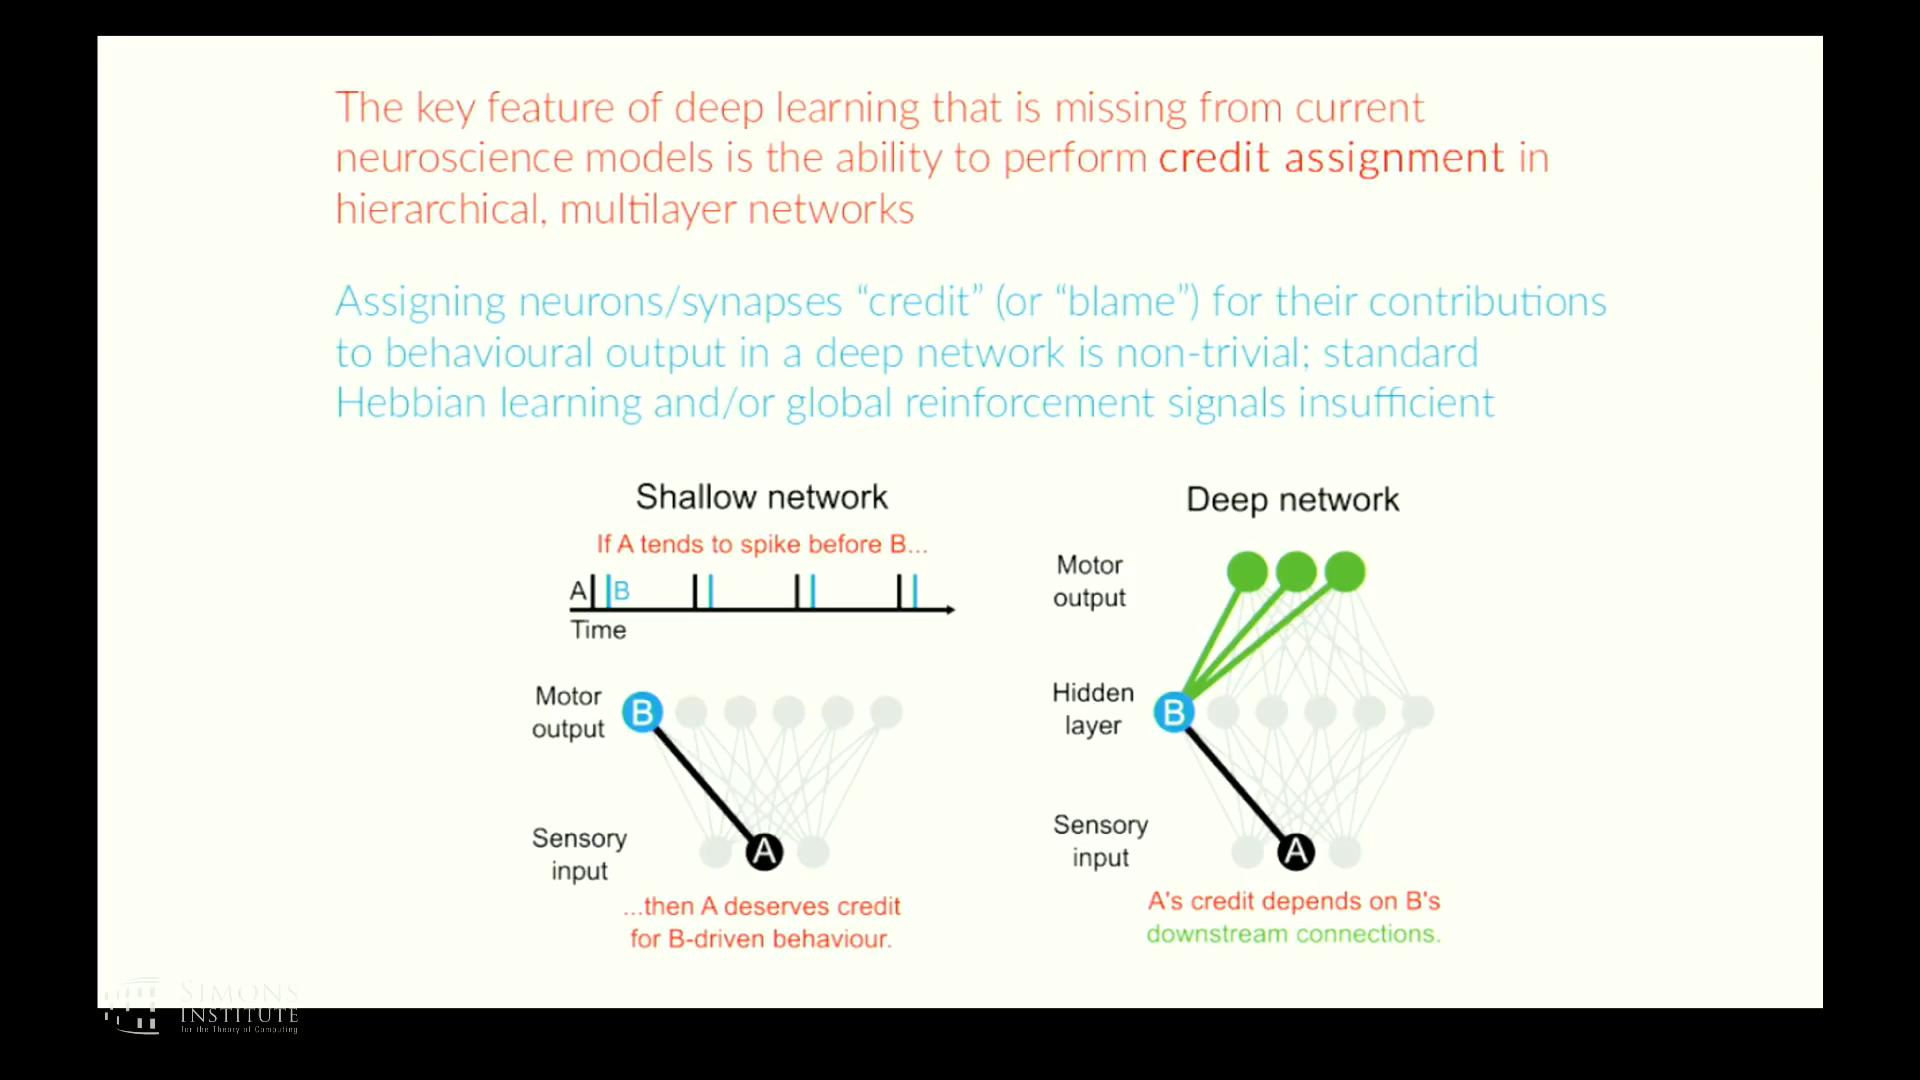 The key feature of deep learning that is missing from current
neuroscience models is the ability to perform credit assignment in
hierarchical, multilayer networks
Assigning neurons/synapses “credit” (or “blame”) for their contributions
to behavioural output in a deep network is non-trivial; standard
Hebbian learning and/or global reinforcement signals insufficient
Shallow network
If A tends to spike before B...
A B
Time
Motor
output
B
Sensory
input
A
...then A deserves credit
for B-driven behaviour.
Deep network
Motor
output
Hidden
layer
B
Sensory
input
A
A's credit depends on B's
downstream connections.
SIMONS
INSTITUTE
for the Theory of Computing